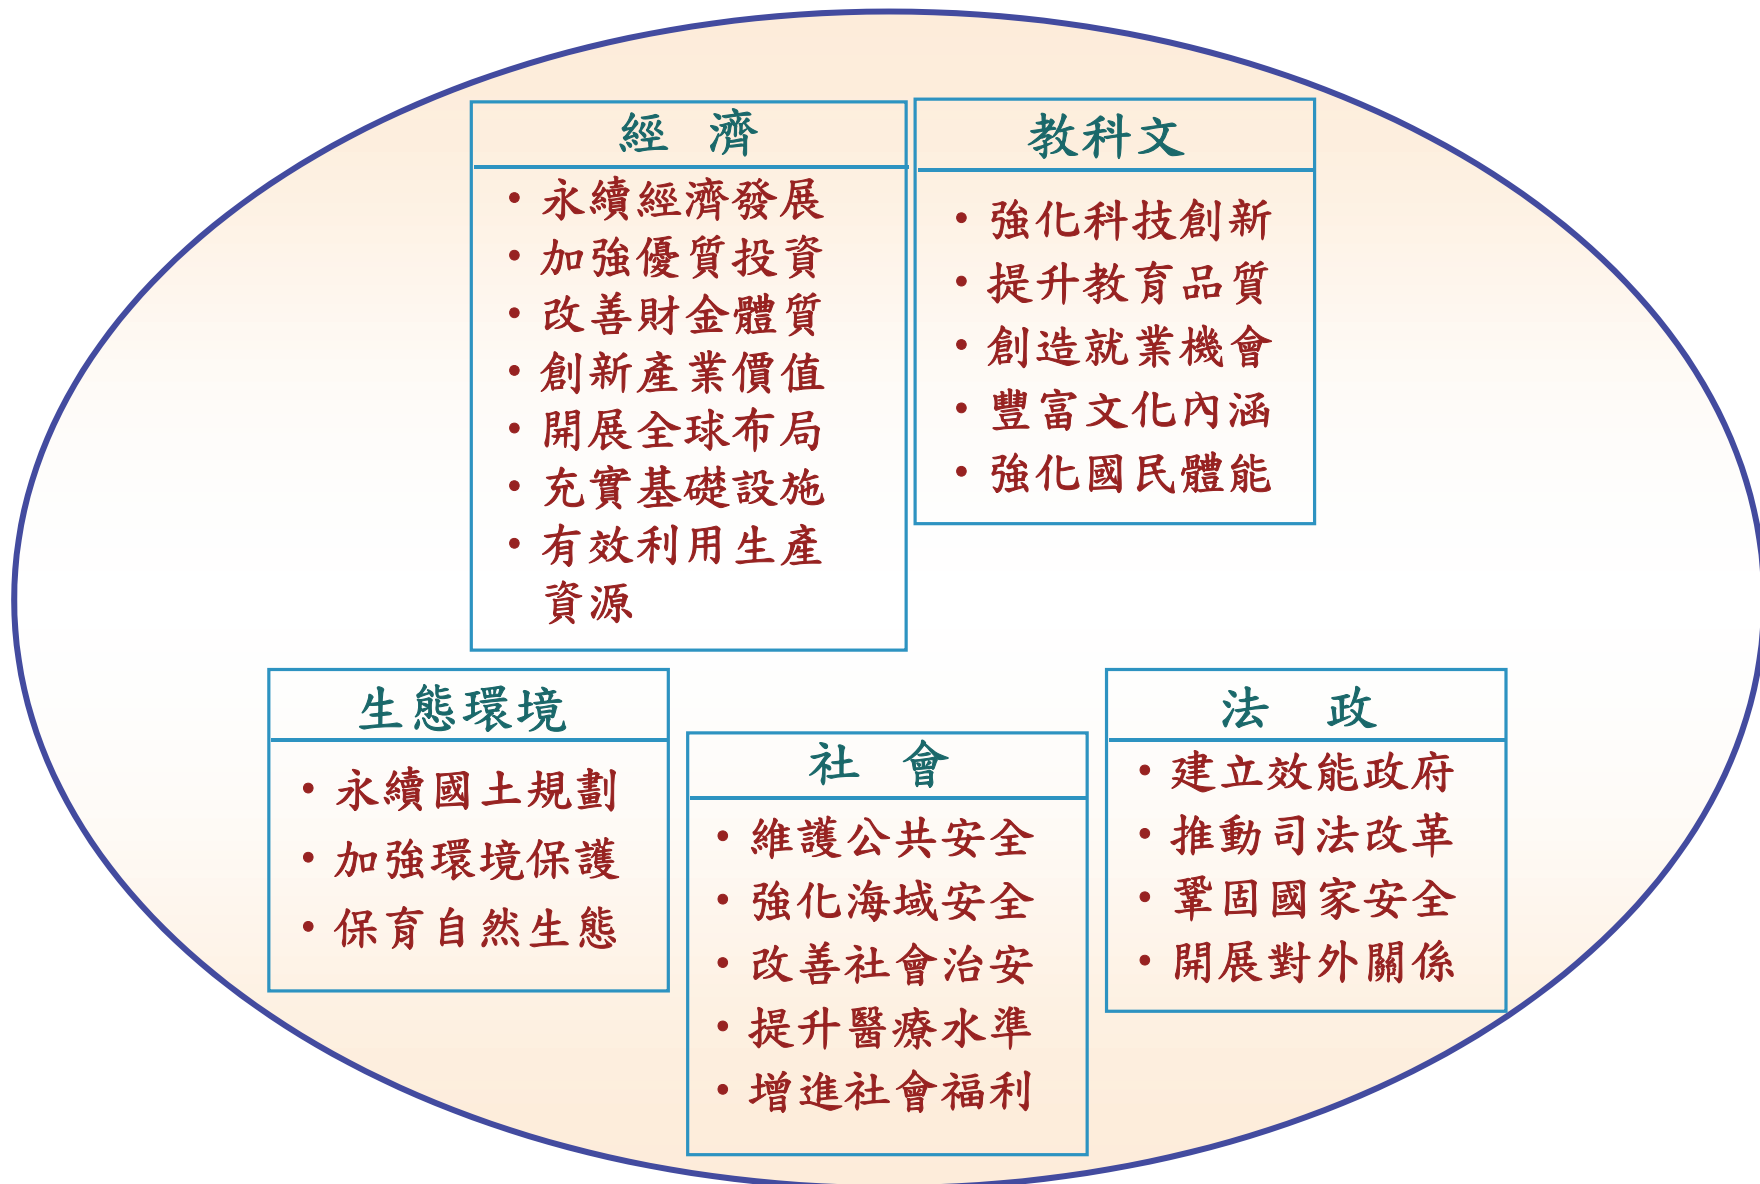 經 濟
• 永續經濟發展
• 加強優質投資
• 改善財金體質
• 創新產業價值
• 開展全球布局
• 充實基礎設施
• 有效利用生產
資源
教科文
• 強化科技創新
• 提升教育品質
• 創造就業機會
• 豐富文化內涵
• 強化國民體能
生態環境
• 永續國土規劃
• 加強環境保護
• 保育自然生態
社 會
• 維護公共安全
• 強化海域安全
• 改善社會治安
• 提升醫療水準
• 增進社會福利
法 政
• 建立效能政府
• 推動司法改革
• 鞏固國家安全
• 開展對外關係